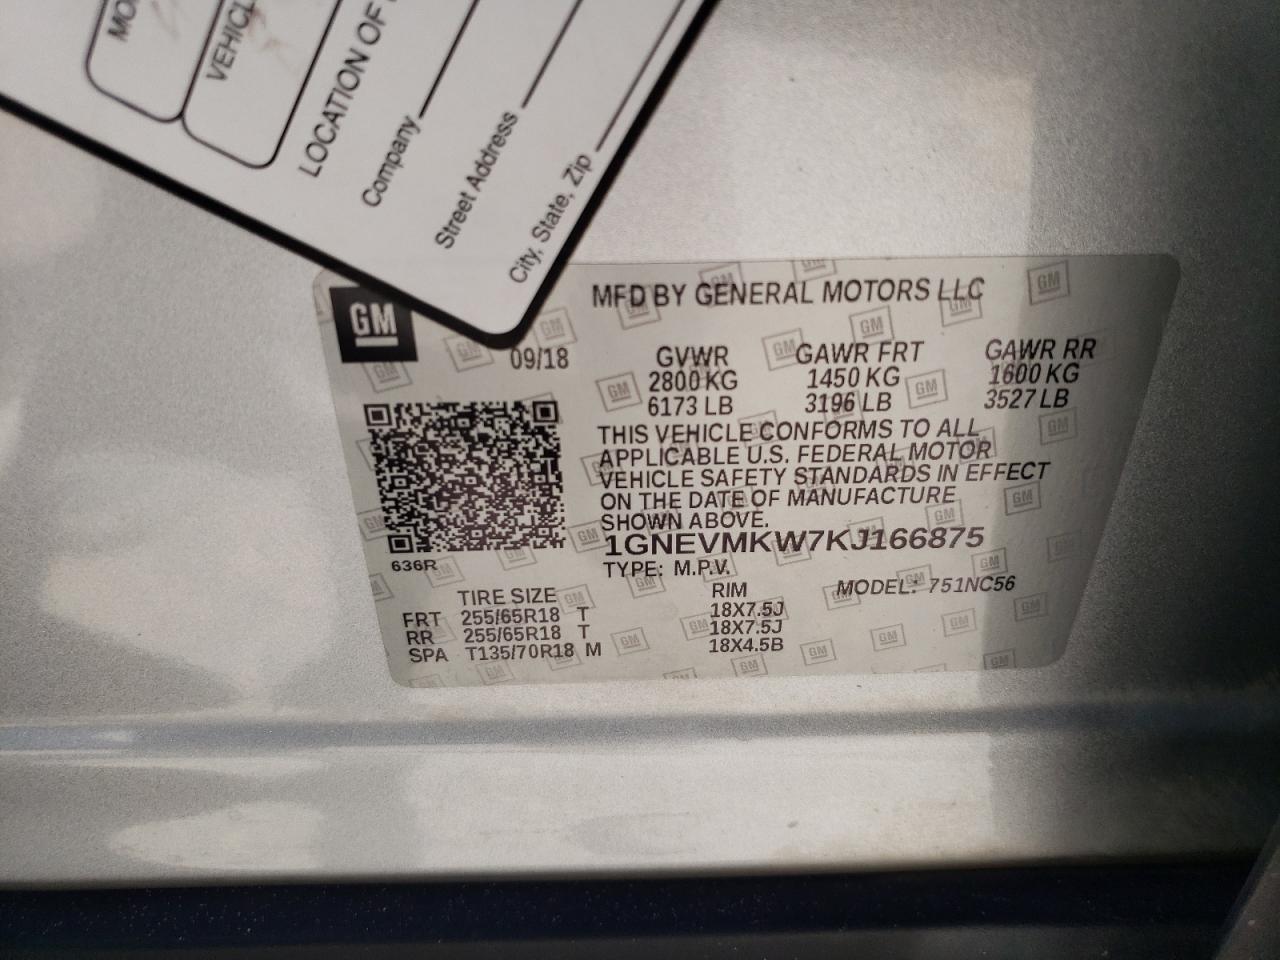 VEHICL
LOCATION OF
Company
Street Address
City, State, Zip
GM
MFD BY GENERAL MOTORS LLC
09/18 GVWR GAWR FRT GAWR RR
2800 KG 1450 KG 1600 KG
6173 LB 3196 LB 3527 LB
THIS VEHICLE CONFORMS TO ALL
APPLICABLE U.S. FEDERAL MOTOR
VEHICLE SAFETY STANDARDS IN EFFECT
ON THE DATE OF MANUFACTURE
SHOWN ABOVE.
1GNEVMKW7KJ166875
636R
TYPE: M.P.V. MODEL: 751NC56
TIRE SIZE RIM
FRT 255/65R18 T 18X7.5J
RR 255/65R18 T 18X7.5J
SPA T135/70R18 M 18X4.5B